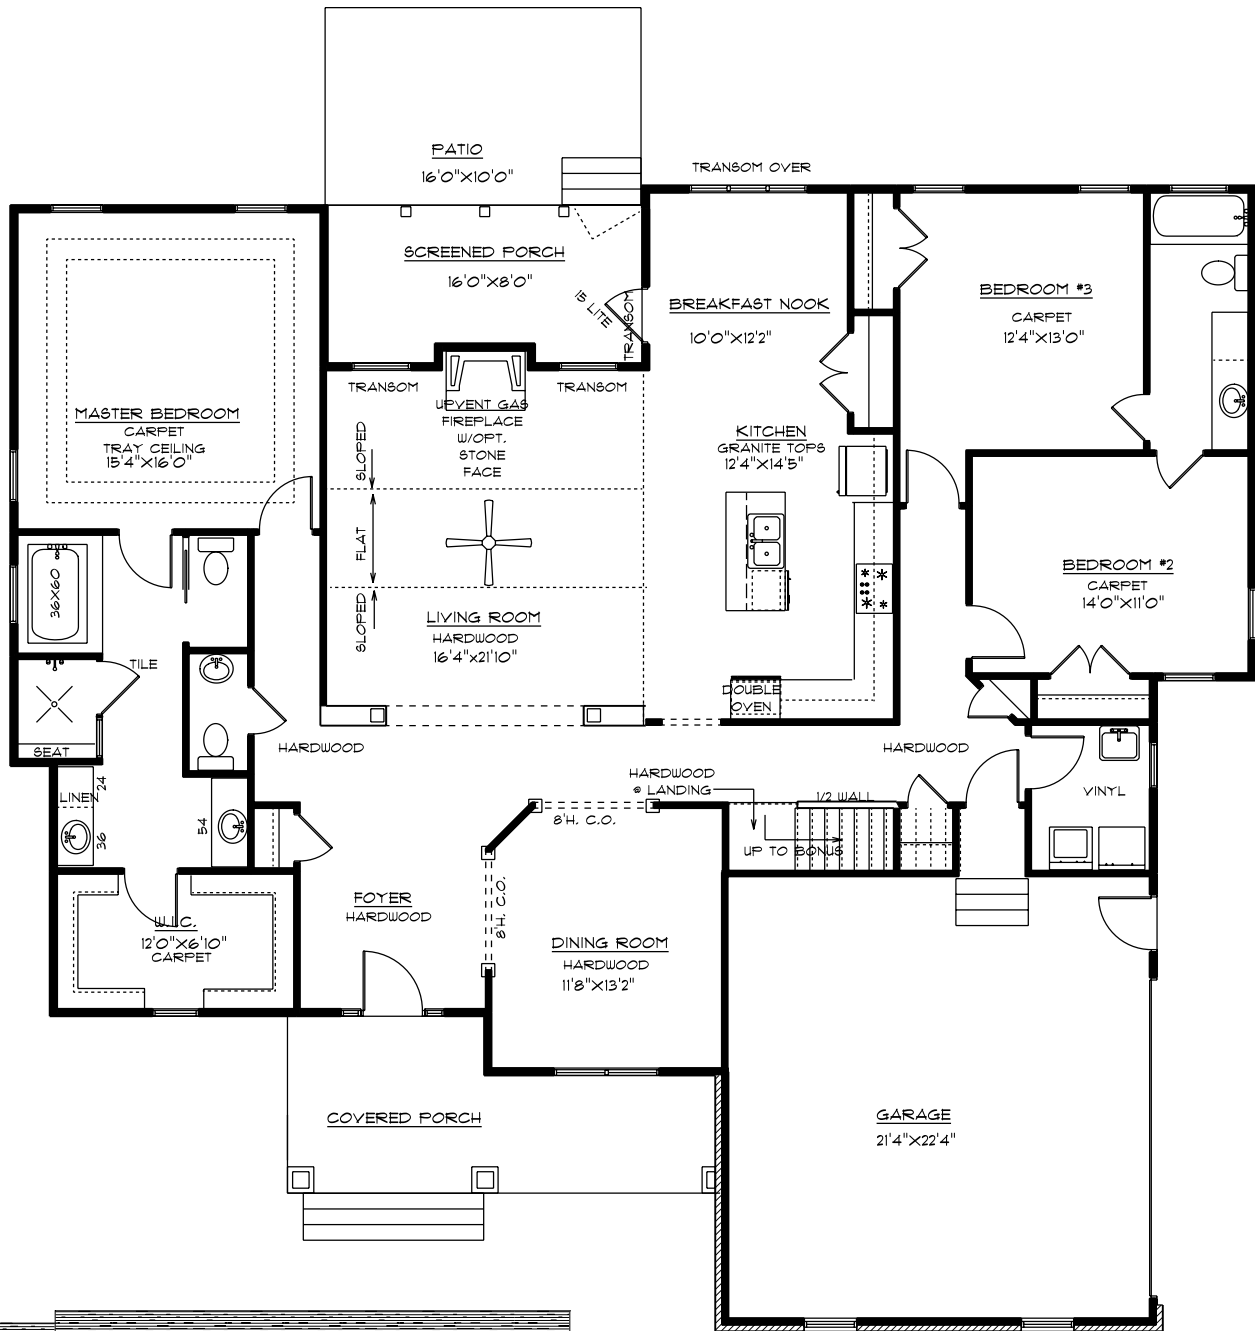 PATIO
16'0"X10'0"
TRANSOM OVER
SCREENED PORCH
16'0"X8'0"
15 LITE
TRANSOM
BREAKFAST NOOK
10'0"X12'2"
BEDROOM #3
CARPET
12'4"X13'0"
TRANSOM
TRANSOM
MASTER BEDROOM
CARPET
TRAY CEILING
15'4"X16'0"
UPVENT GAS
FIREPLACE
W/OPT.
STONE
FACE
SLOPED
FLAT
SLOPED
KITCHEN
GRANITE TOPS
12'4"X14'5"
BEDROOM #2
CARPET
14'0"X11'0"
36X60
LIVING ROOM
HARDWOOD
16'4"X21'10"
TILE
DOUBLE
OVEN
SEAT
HARDWOOD
HARDWOOD
HARDWOOD
@ LANDING
1/2 WALL
VINYL
LINEN
24
36
54
8'H. C.O.
UP TO BONUS
8'H. C.O.
FOYER
HARDWOOD
W.I.C.
12'0"X6'10"
CARPET
DINING ROOM
HARDWOOD
11'8"X13'2"
COVERED PORCH
GARAGE
21'4"X22'4"